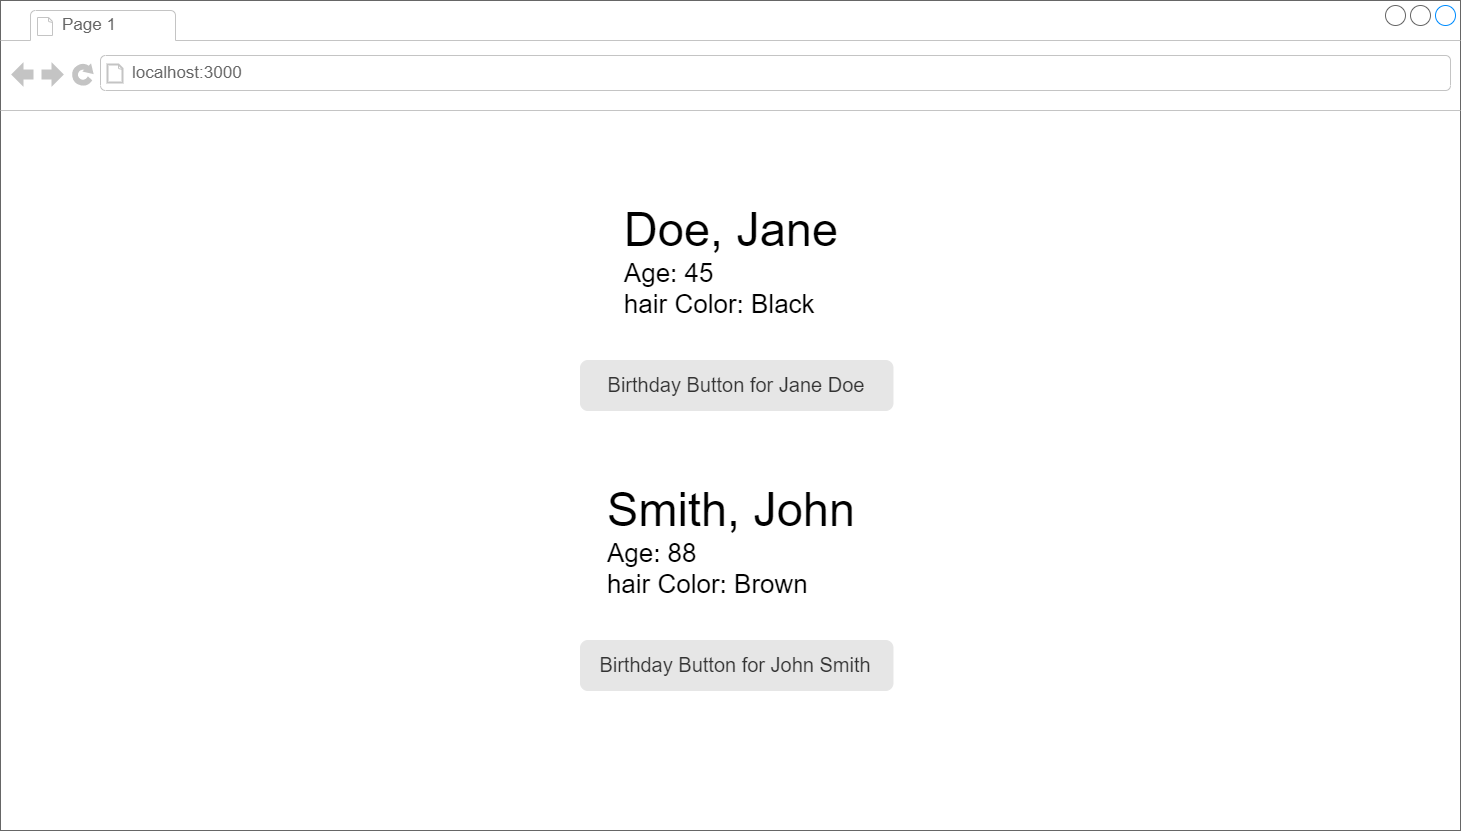 Page 1
localhost:3000
Doe, Jane
Age: 45
hair Color: Black
Birthday Button for Jane Doe
Smith, John
Age: 88
hair Color: Brown
Birthday Button for John Smith